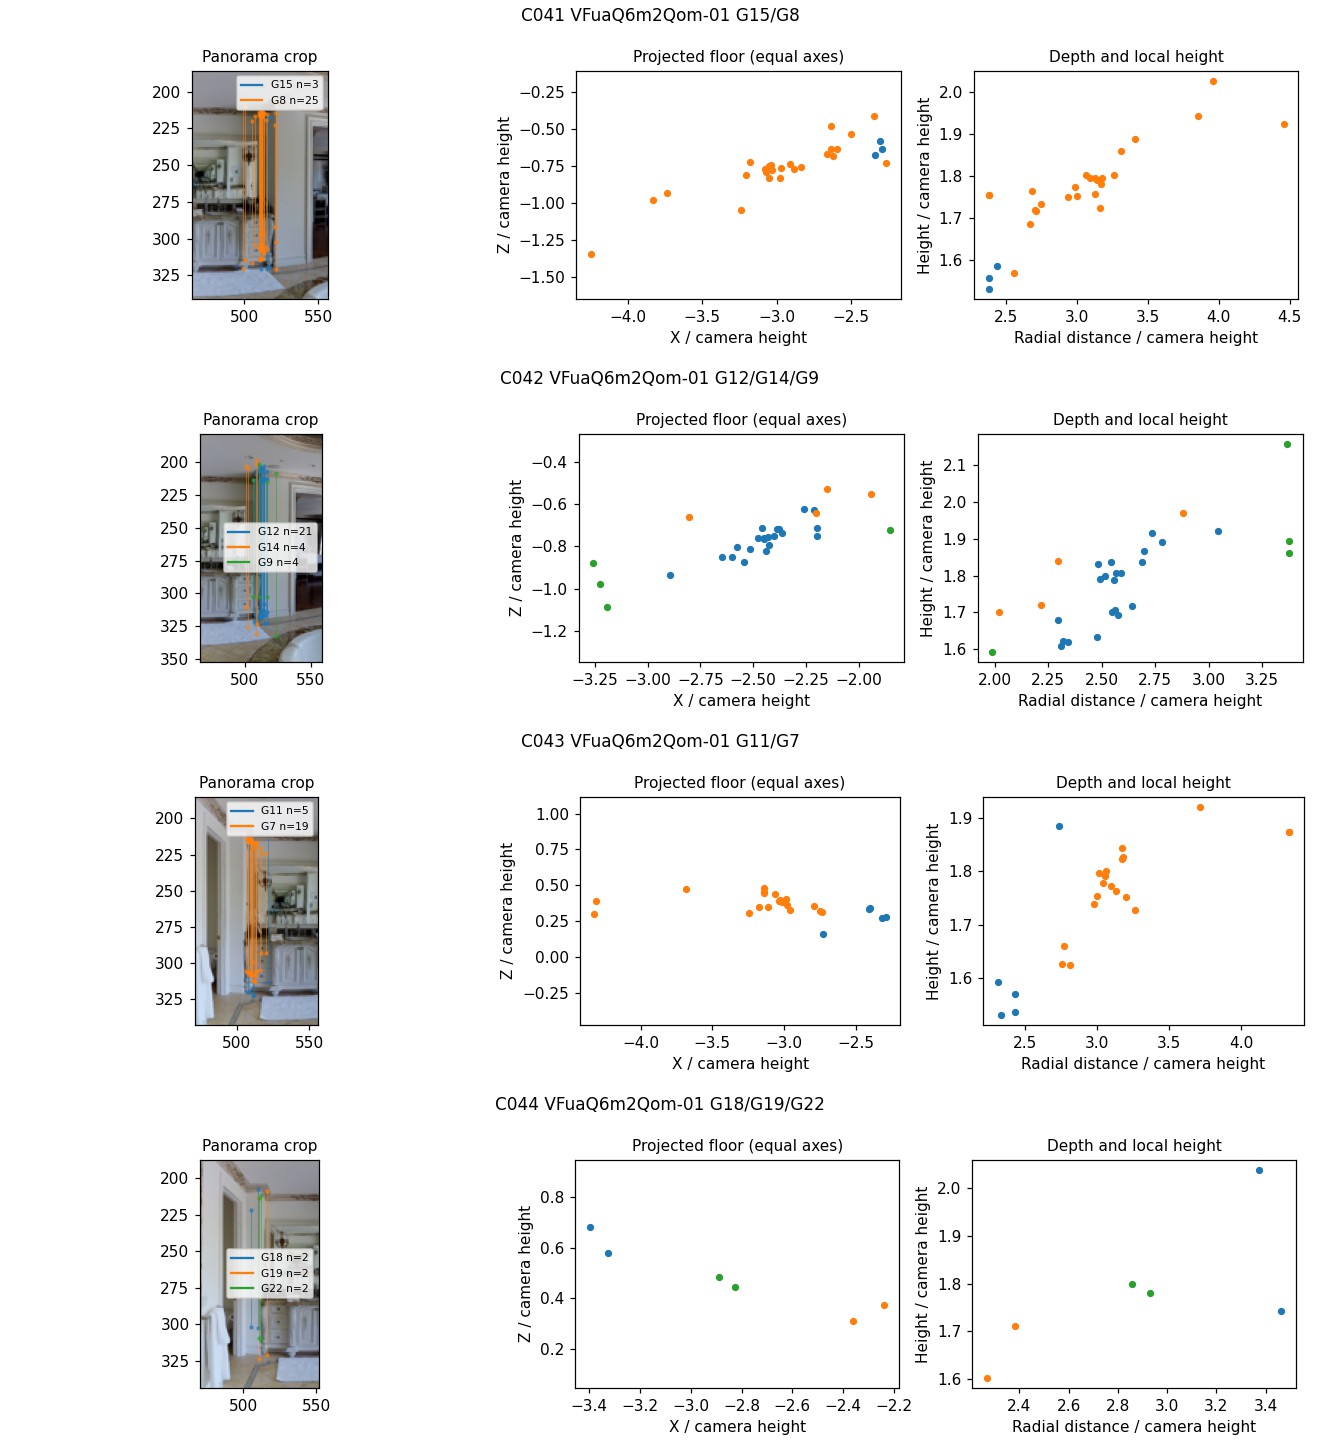 C041 VFuaQ6m2Qom-01 G15/G8
Panorama crop
Projected floor (equal axes)
Depth and local height
G15 n=3
G8 n=25
200
225
250
275
300
325
500 550
Z / camera height
−0.25
−0.50
−0.75
−1.00
−1.25
−1.50
−4.0 −3.5 −3.0 −2.5
X / camera height
Height / camera height
2.0
1.9
1.8
1.7
1.6
2.5 3.0 3.5 4.0 4.5
Radial distance / camera height
C042 VFuaQ6m2Qom-01 G12/G14/G9
Panorama crop
Projected floor (equal axes)
Depth and local height
G12 n=21
G14 n=4
G9 n=4
200
225
250
275
300
325
350
500 550
Z / camera height
−0.4
−0.6
−0.8
−1.0
−1.2
−3.25 −3.00 −2.75 −2.50 −2.25 −2.00
X / camera height
Height / camera height
2.1
2.0
1.9
1.8
1.7
1.6
2.00 2.25 2.50 2.75 3.00 3.25
Radial distance / camera height
C043 VFuaQ6m2Qom-01 G11/G7
Panorama crop
Projected floor (equal axes)
Depth and local height
G11 n=5
G7 n=19
200
225
250
275
300
325
500 550
Z / camera height
1.00
0.75
0.50
0.25
0.00
−0.25
−4.0 −3.5 −3.0 −2.5
X / camera height
Height / camera height
1.9
1.8
1.7
1.6
2.5 3.0 3.5 4.0
Radial distance / camera height
C044 VFuaQ6m2Qom-01 G18/G19/G22
Panorama crop
Projected floor (equal axes)
Depth and local height
G18 n=2
G19 n=2
G22 n=2
200
225
250
275
300
325
500 550
Z / camera height
0.8
0.6
0.4
0.2
−3.4 −3.2 −3.0 −2.8 −2.6 −2.4 −2.2
X / camera height
Height / camera height
2.0
1.9
1.8
1.7
1.6
2.4 2.6 2.8 3.0 3.2 3.4
Radial distance / camera height